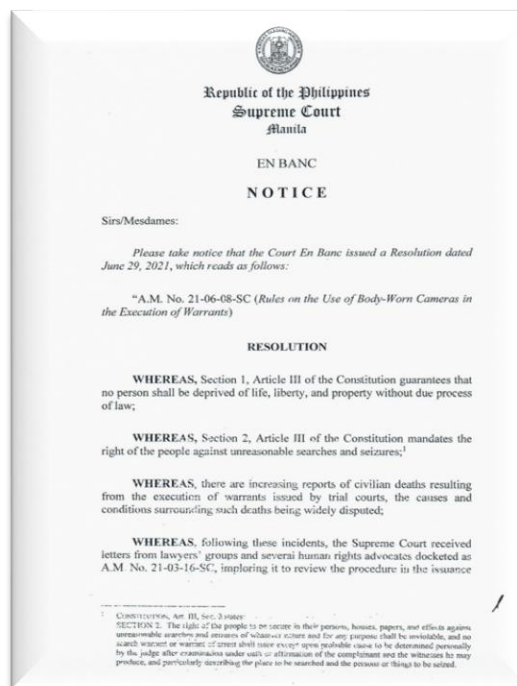 Republic of the Philippines
Supreme Court
Manila
EN BANC
NOTICE
Sirs/Mesdames:
Please take notice that the Court En Banc issued a Resolution dated
June 29, 2021, which reads as follows:
"A.M. No. 21-06-08-SC (Rules on the Use of Body-Worn Cameras in
the Execution of Warrants)
RESOLUTION
WHEREAS, Section 1, Article III of the Constitution guarantees that
no person shall be deprived of life, liberty, and property without due process
of law;
WHEREAS, Section 2, Article III of the Constitution mandates the
right of the people against unreasonable searches and seizures;1
WHEREAS, there are increasing reports of civilian deaths resulting
from the execution of warrants issued by trial courts, the causes and
conditions surrounding such deaths being widely disputed;
WHEREAS, following these incidents, the Supreme Court received
letters from lawyers' groups and several human rights advocates docketed as
A.M. No. 21-03-16-SC, imploring it to review the procedure in the issuance
1 CONSTITUTION, Art. III, Sec. 2 states:
SECTION 2. The right of the people to be secure in their persons, houses, papers, and effects against
unreasonable searches and seizures of whatever nature and for any purpose shall be inviolable, and no
search warrant or warrant of arrest shall issue except upon probable cause to be determined personally
by the judge after examination under oath or affirmation of the complainant and the witnesses he may
produce, and particularly describing the place to be searched and the persons or things to be seized.